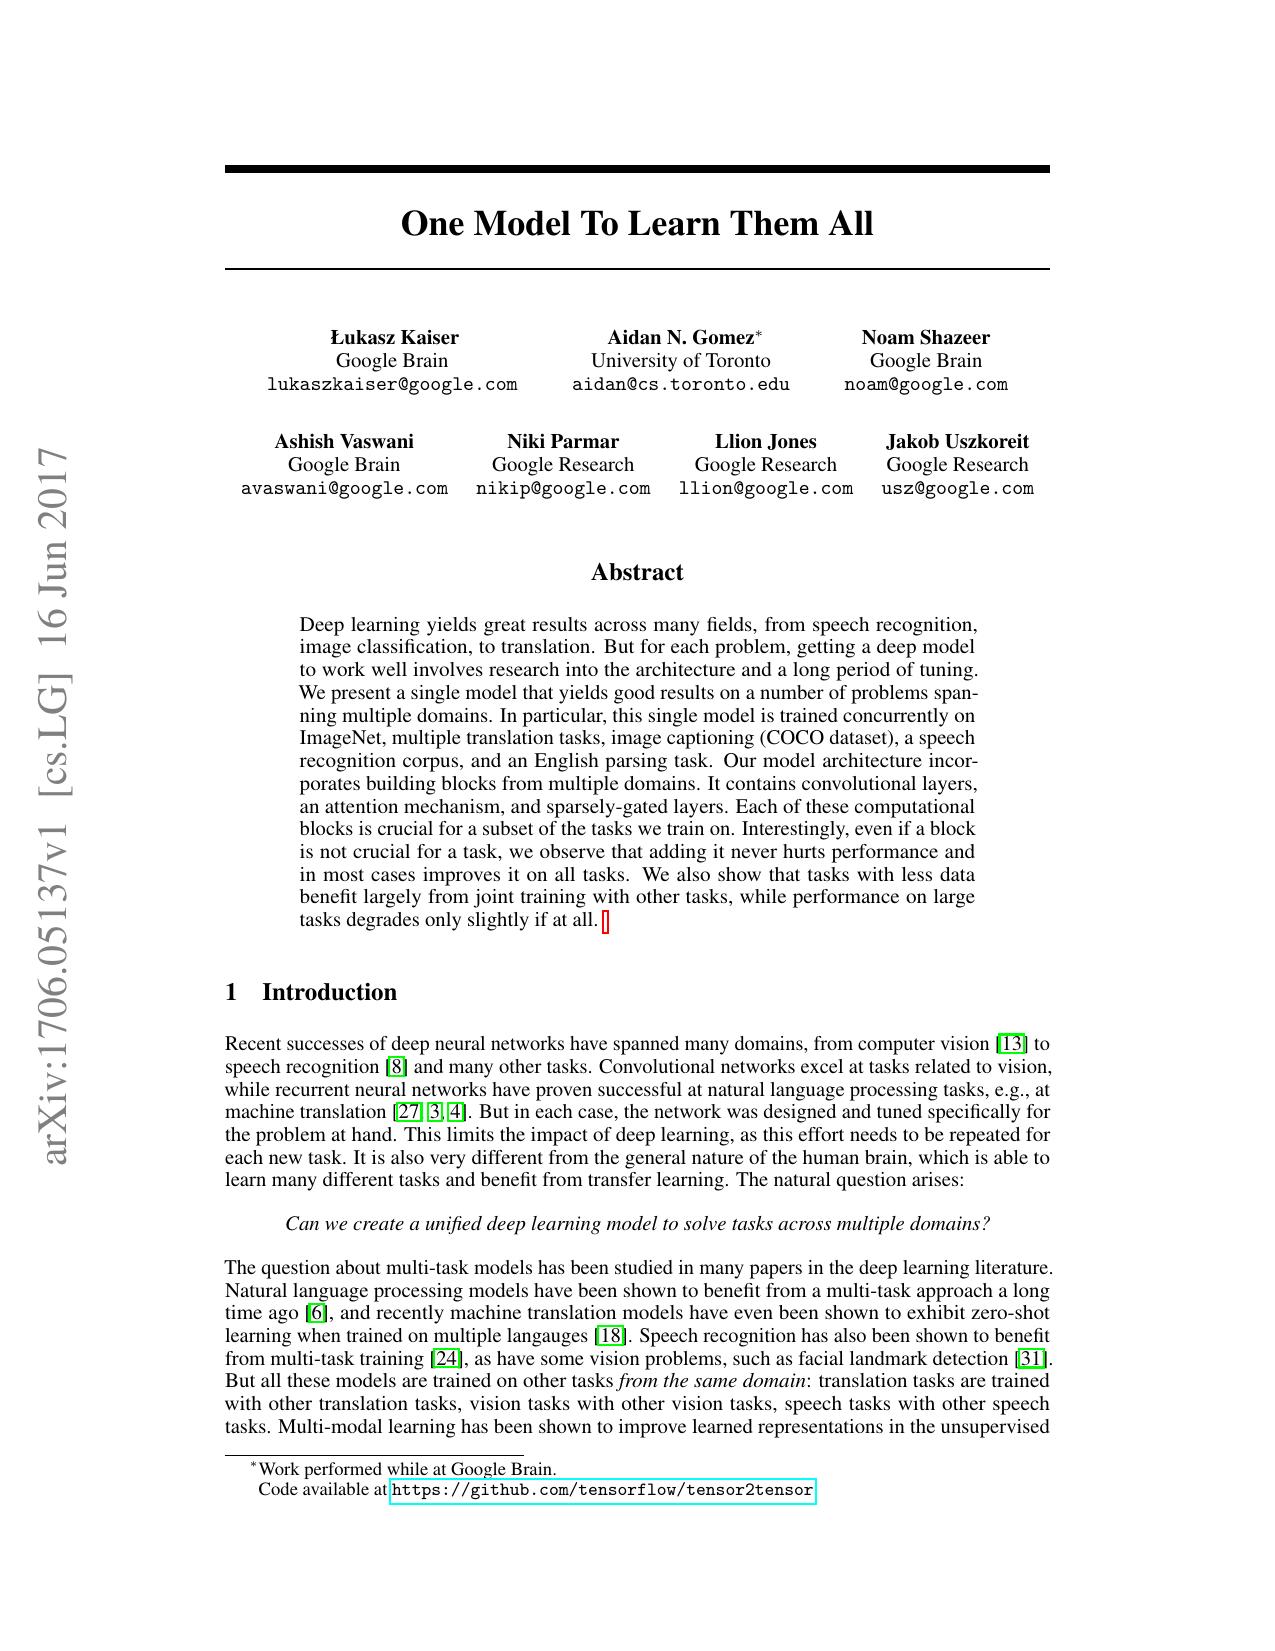 arXiv:1706.05137v1 [cs.LG] 16 Jun 2017
One Model To Learn Them All
Łukasz Kaiser
Google Brain
lukaszkaiser@google.com
Aidan N. Gomez*
University of Toronto
aidan@cs.toronto.edu
Noam Shazeer
Google Brain
noam@google.com
Ashish Vaswani
Google Brain
avaswani@google.com
Niki Parmar
Google Research
nikip@google.com
Llion Jones
Google Research
llion@google.com
Jakob Uszkoreit
Google Research
usz@google.com
Abstract
Deep learning yields great results across many fields, from speech recognition,
image classification, to translation. But for each problem, getting a deep model
to work well involves research into the architecture and a long period of tuning.
We present a single model that yields good results on a number of problems span-
ning multiple domains. In particular, this single model is trained concurrently on
ImageNet, multiple translation tasks, image captioning (COCO dataset), a speech
recognition corpus, and an English parsing task. Our model architecture incor-
porates building blocks from multiple domains. It contains convolutional layers,
an attention mechanism, and sparsely-gated layers. Each of these computational
blocks is crucial for a subset of the tasks we train on. Interestingly, even if a block
is not crucial for a task, we observe that adding it never hurts performance and
in most cases improves it on all tasks. We also show that tasks with less data
benefit largely from joint training with other tasks, while performance on large
tasks degrades only slightly if at all.
1 Introduction
Recent successes of deep neural networks have spanned many domains, from computer vision [13] to
speech recognition [8] and many other tasks. Convolutional networks excel at tasks related to vision,
while recurrent neural networks have proven successful at natural language processing tasks, e.g., at
machine translation [27, 3, 4]. But in each case, the network was designed and tuned specifically for
the problem at hand. This limits the impact of deep learning, as this effort needs to be repeated for
each new task. It is also very different from the general nature of the human brain, which is able to
learn many different tasks and benefit from transfer learning. The natural question arises:
Can we create a unified deep learning model to solve tasks across multiple domains?
The question about multi-task models has been studied in many papers in the deep learning literature.
Natural language processing models have been shown to benefit from a multi-task approach a long
time ago [6], and recently machine translation models have even been shown to exhibit zero-shot
learning when trained on multiple langauges [18]. Speech recognition has also been shown to benefit
from multi-task training [24], as have some vision problems, such as facial landmark detection [31].
But all these models are trained on other tasks from the same domain: translation tasks are trained
with other translation tasks, vision tasks with other vision tasks, speech tasks with other speech
tasks. Multi-modal learning has been shown to improve learned representations in the unsupervised
*Work performed while at Google Brain.
Code available at https://github.com/tensorflow/tensor2tensor